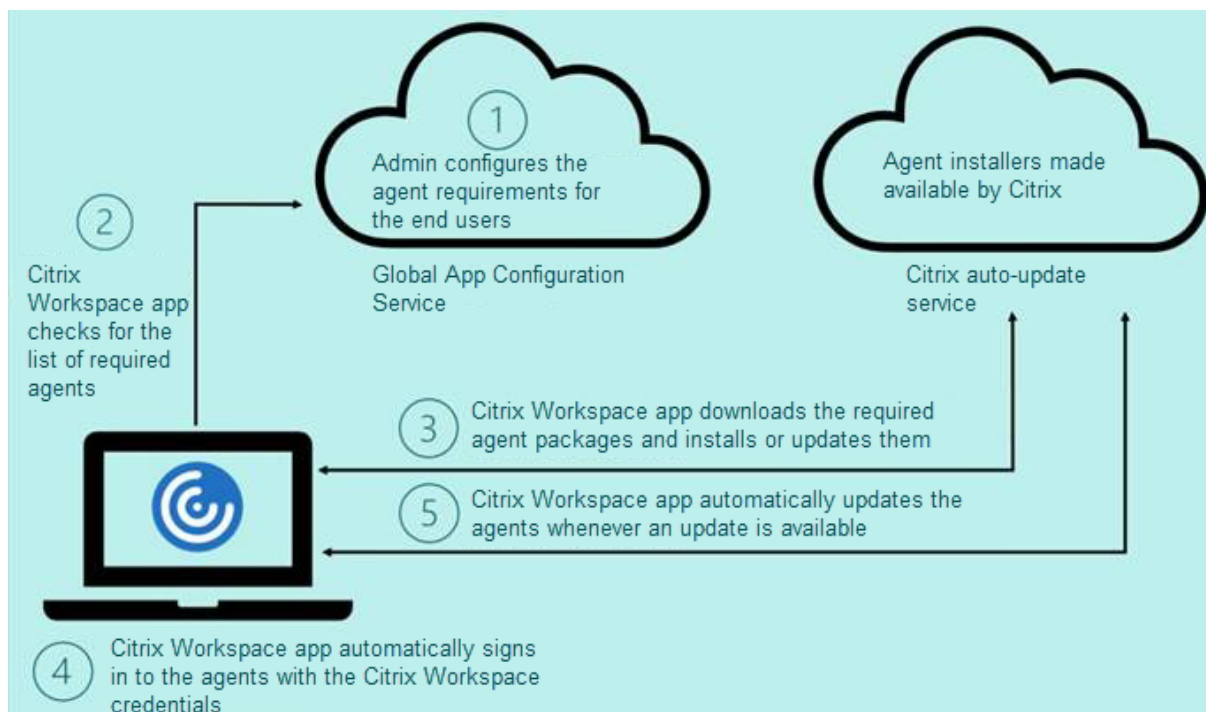 1
Admin configures the
agent requirements for
the end users
Global App Configuration
Service
Agent installers made
available by Citrix
Citrix auto-update
service
2
Citrix
Workspace app
checks for the
list of required
agents
3
Citrix Workspace app downloads the required
agent packages and installs or updates them
5
Citrix Workspace app automatically updates the
agents whenever an update is available
4
Citrix Workspace app automatically signs
in to the agents with the Citrix Workspace
credentials